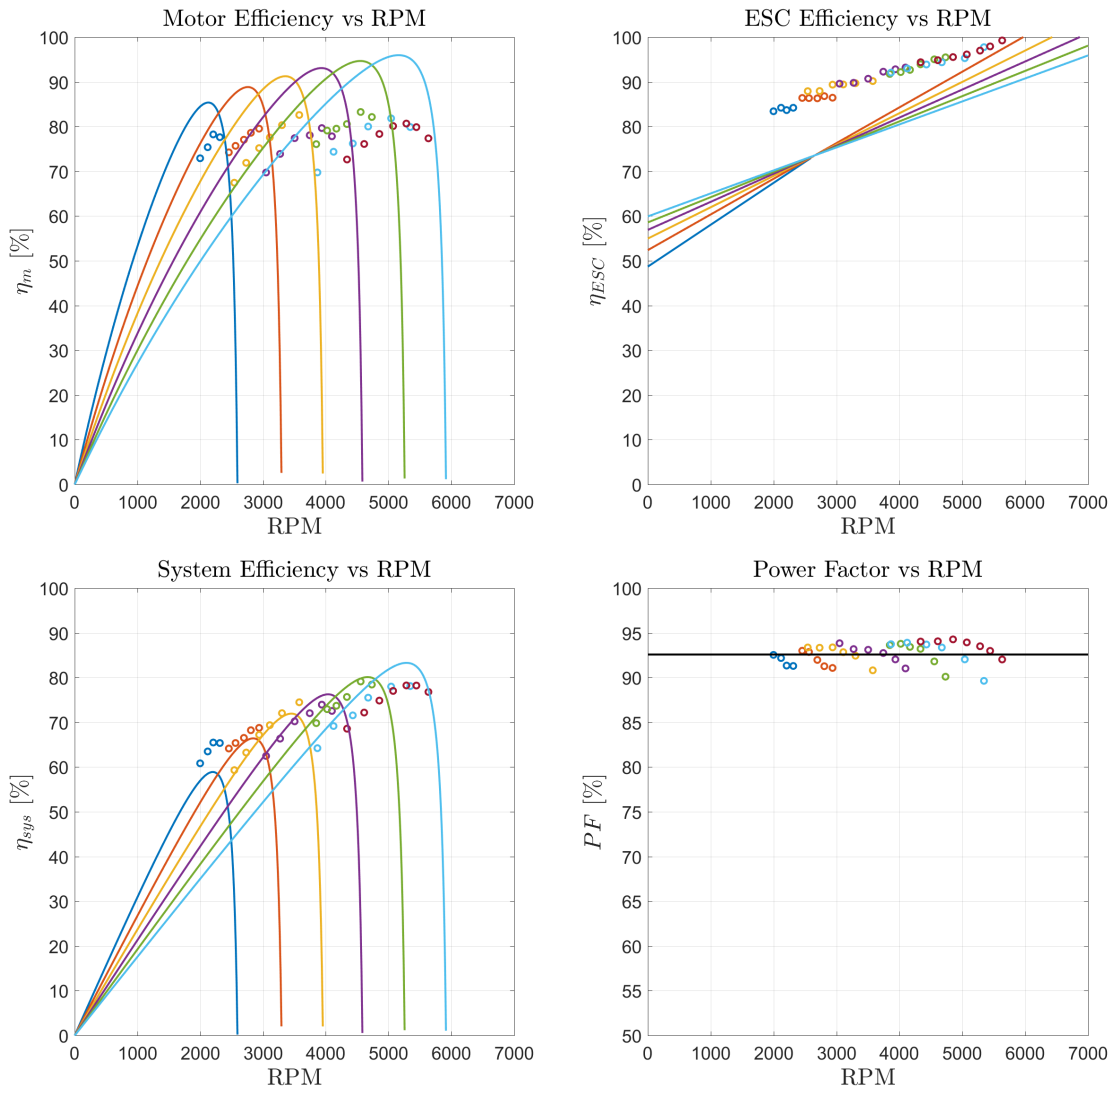 Motor Efficiency vs RPM
100
90
80
70
60
50
40
30
20
10
0
η_m [%]
0 1000 2000 3000 4000 5000 6000 7000
RPM
ESC Efficiency vs RPM
100
90
80
70
60
50
40
30
20
10
0
η_ESC [%]
0 1000 2000 3000 4000 5000 6000 7000
RPM
System Efficiency vs RPM
100
90
80
70
60
50
40
30
20
10
0
η_sys [%]
0 1000 2000 3000 4000 5000 6000 7000
RPM
Power Factor vs RPM
100
95
90
85
80
75
70
65
60
55
50
PF [%]
0 1000 2000 3000 4000 5000 6000 7000
RPM